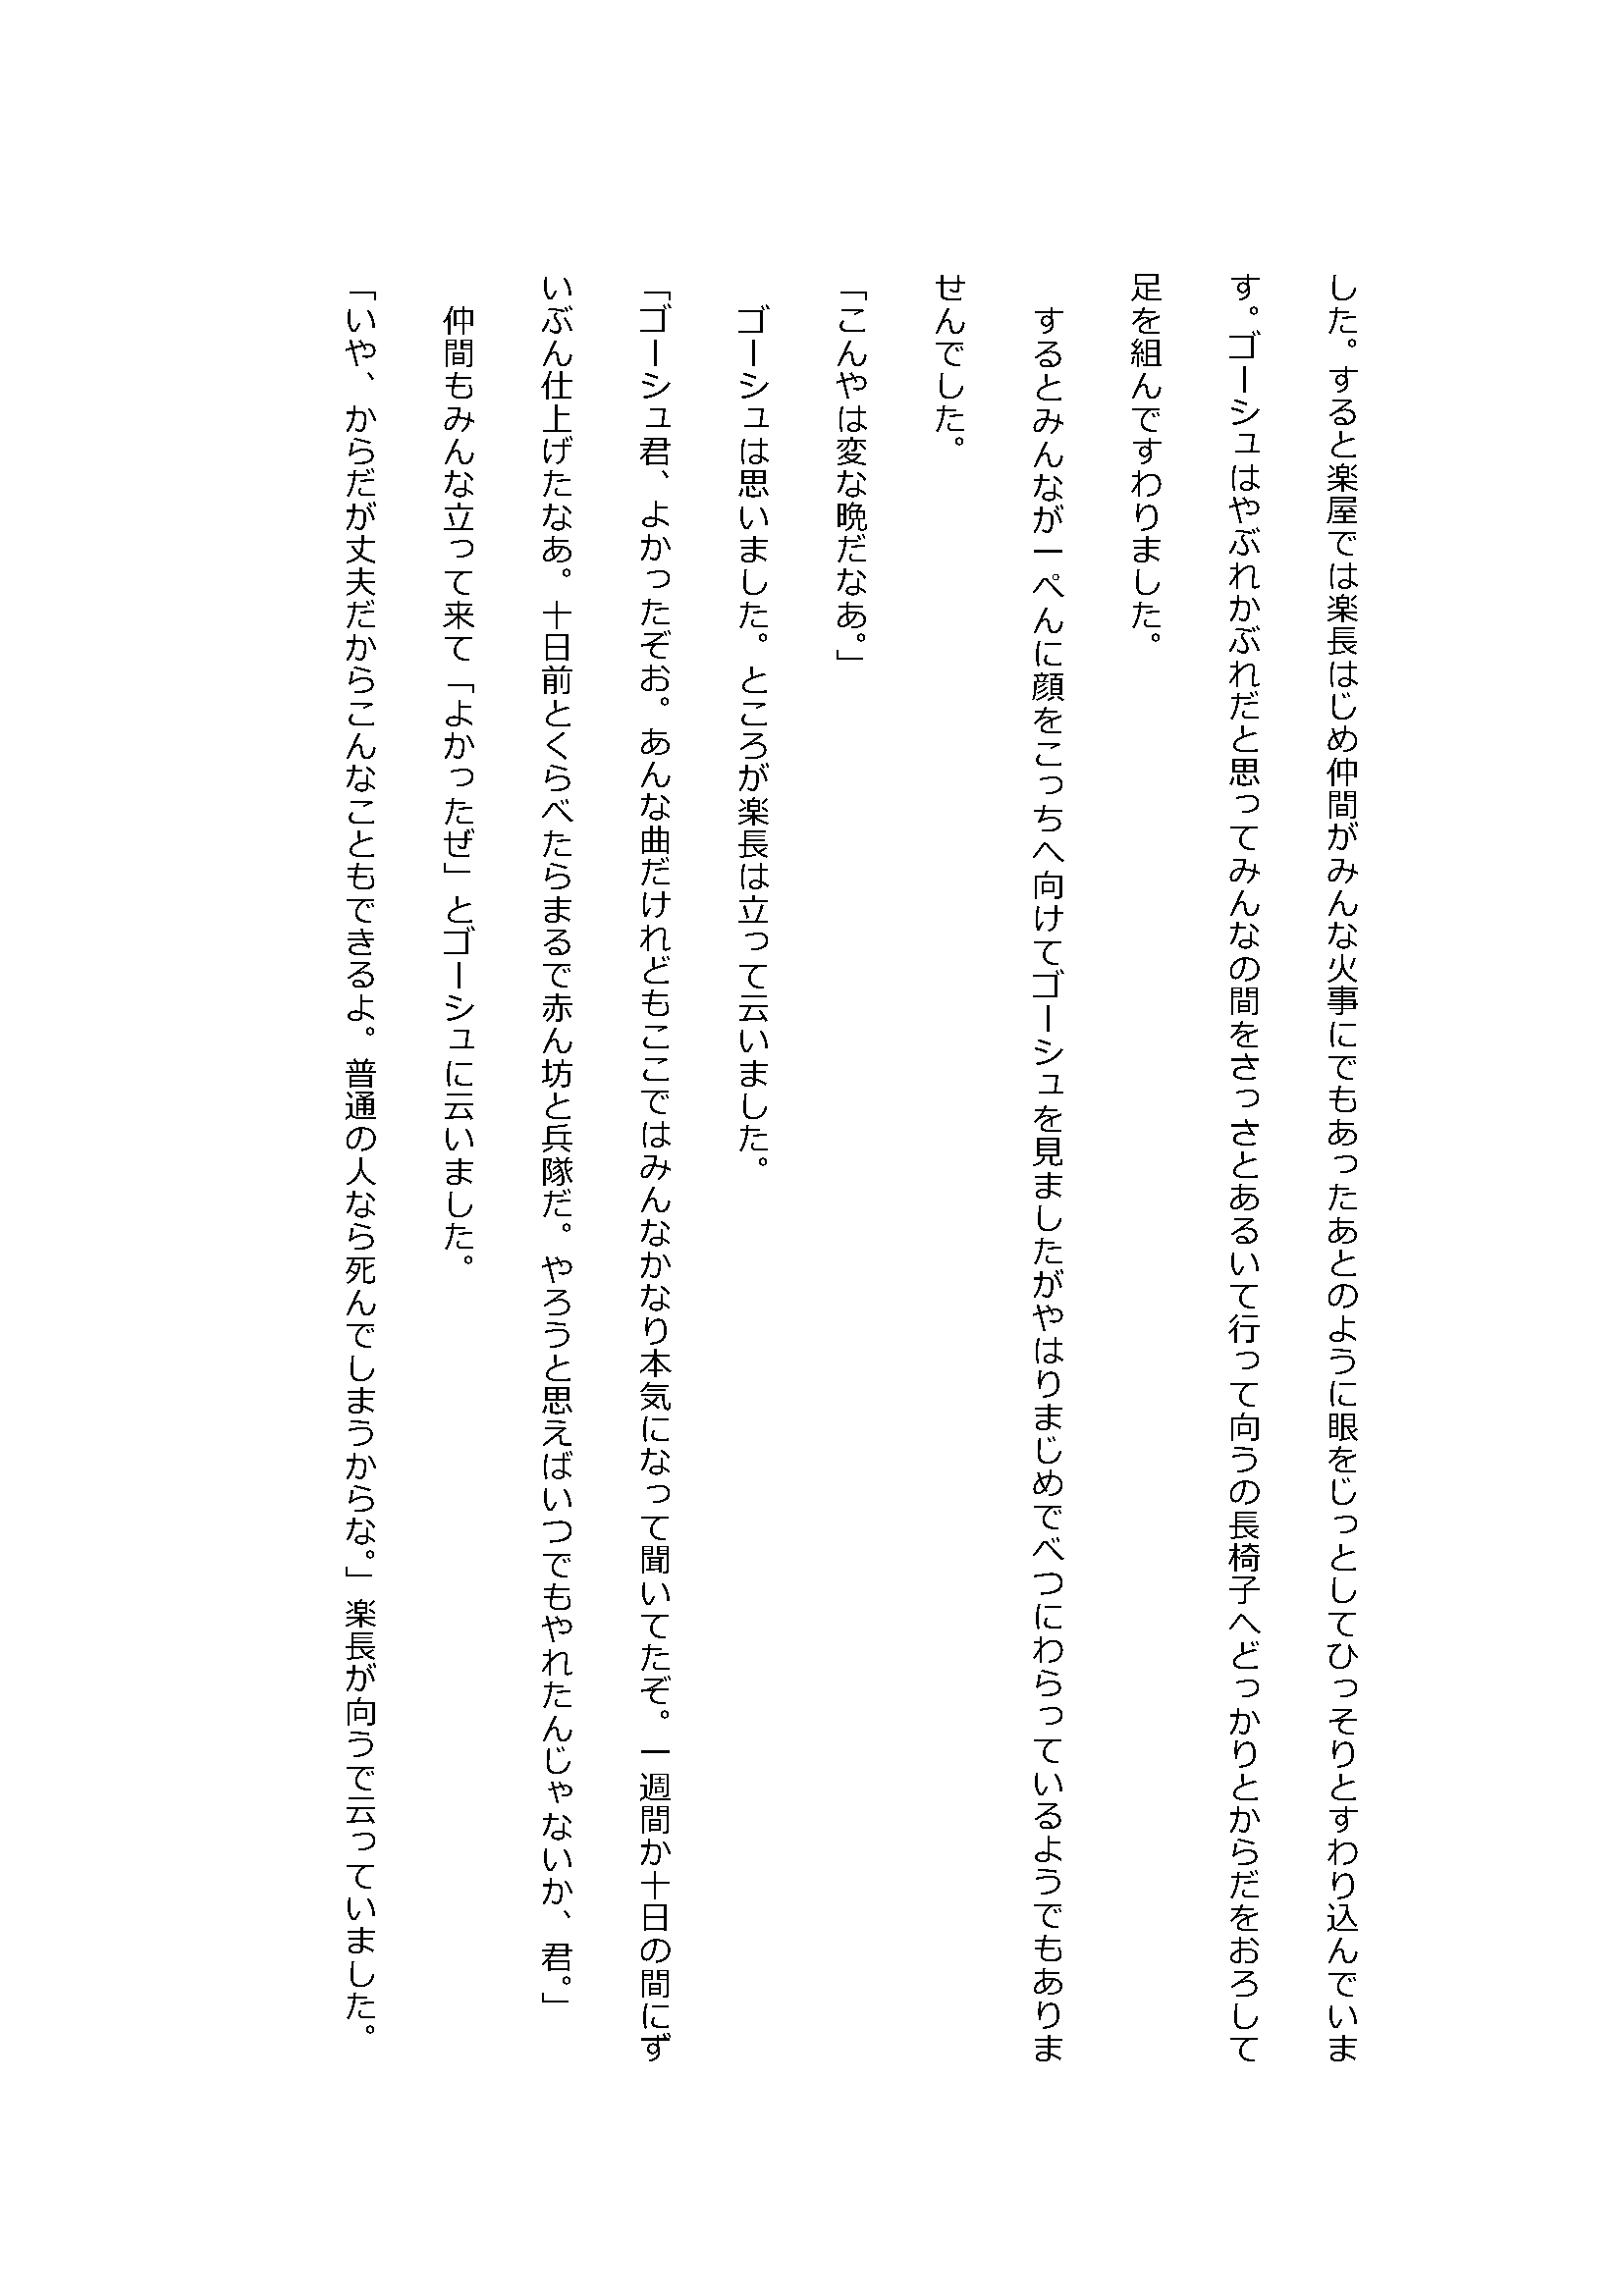 した。すると楽屋では楽長はじめ仲間がみんな火事にでもあったあとのように眼をじっとしてひっそりとすわり込んでいま
す。ゴーシュはやぶれかぶれだと思ってみんなの間をさっさとあるいて行って向うの長椅子へどっかりとからだをおろして
足を組んですわりました。
　するとみんなが一ぺんに顔をこっちへ向けてゴーシュを見ましたがやはりまじめでべつにわらっているようでもありま
せんでした。
「こんやは変な晩だなあ。」
　ゴーシュは思いました。ところが楽長は立って云いました。
「ゴーシュ君、よかったぞお。あんな曲だけれどもここではみんなかなり本気になって聞いてたぞ。一週間か十日の間にず
いぶん仕上げたなあ。十日前とくらべたらまるで赤ん坊と兵隊だ。やろうと思えばいつでもやれたんじゃないか、君。」
　仲間もみんな立って来て「よかったぜ」とゴーシュに云いました。
「いや、からだが丈夫だからこんなこともできるよ。普通の人なら死んでしまうからな。」楽長が向うで云っていました。